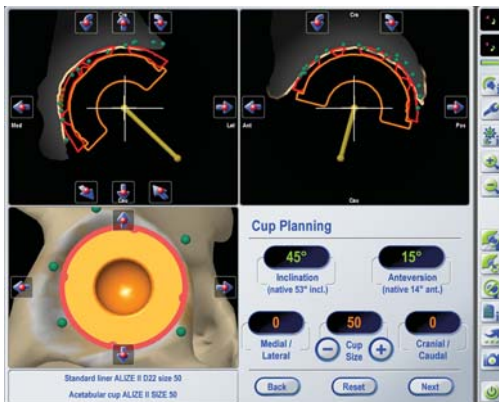 Cra
Cra
Med
Lat
Ant
Pos
Cau
Cau
Cup Planning
45°
15°
Inclination
(native 53° incl.)
Anteversion
(native 14° ant.)
0
50
0
Medial /
Lateral
Cup
Size
Cranial /
Caudal
Back
Reset
Next
Standard liner ALIZE II D22 size 50
Acetabular cup ALIZE II SIZE 50